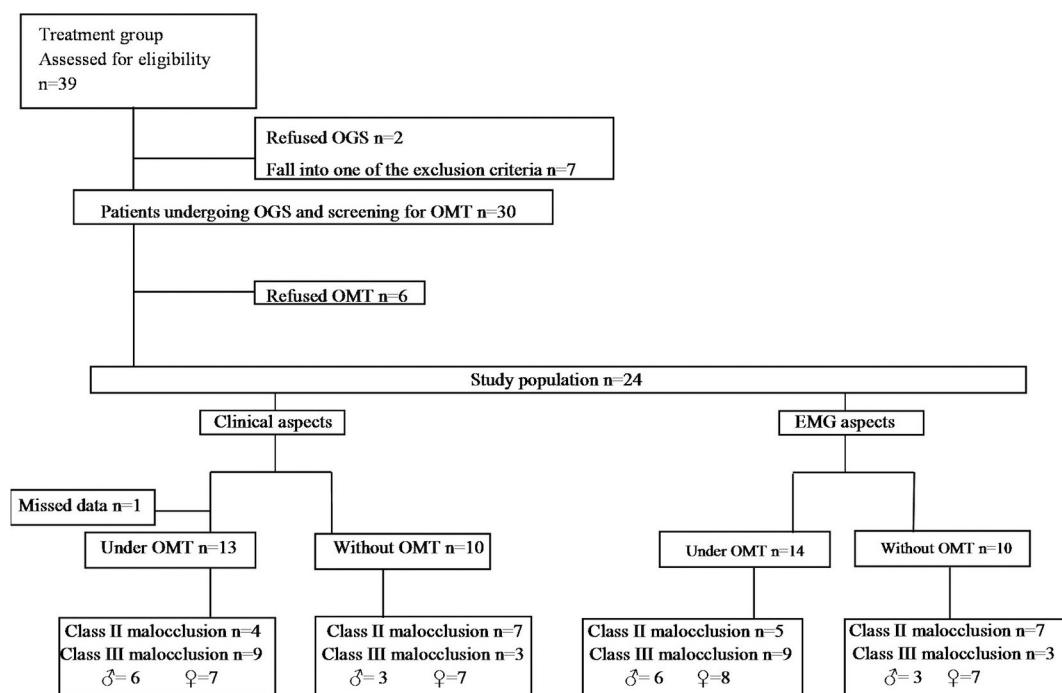 Treatment group
Assessed for eligibility
n=39
Refused OGS n=2
Fall into one of the exclusion criteria n=7
Patients undergoing OGS and screening for OMT n=30
Refused OMT n=6
Study population n=24
Clinical aspects
EMG aspects
Missed data n=1
Under OMT n=13
Without OMT n=10
Under OMT n=14
Without OMT n=10
Class II malocclusion n=4
Class III malocclusion n=9
♂= 6 ♀=7
Class II malocclusion n=7
Class III malocclusion n=3
♂= 3 ♀=7
Class II malocclusion n=5
Class III malocclusion n=9
♂= 6 ♀=8
Class II malocclusion n=7
Class III malocclusion n=3
♂= 3 ♀=7